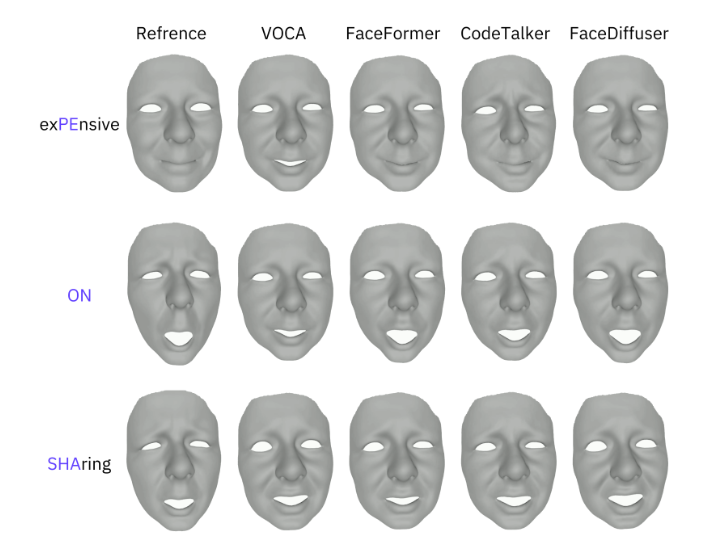 Refrence VOCA FaceFormer CodeTalker FaceDiffuser
exPEnsive
ON
SHAring